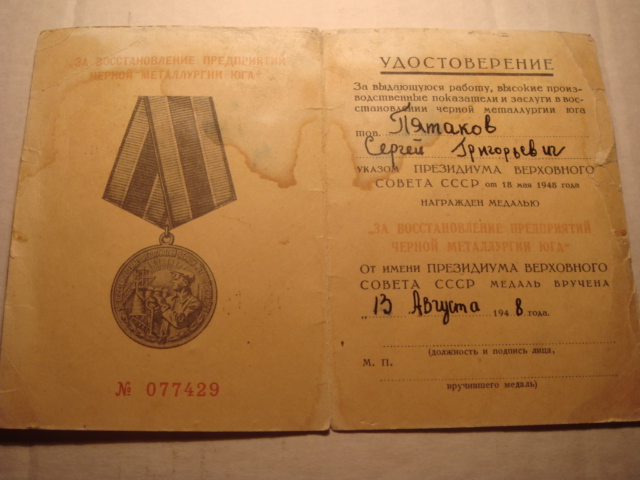 "ЗА ВОССТАНОВЛЕНИЕ ПРЕДПРИЯТИЙ
ЧЕРНОЙ МЕТАЛЛУРГИИ ЮГА"
№ 077429
УДОСТОВЕРЕНИЕ
За выдающуюся работу, высокие произ-
водственные показатели и заслуги в вос-
становлении черной металлургии юга
тов. Пятаков
Сергей Григорьевич
УКАЗОМ ПРЕЗИДИУМА ВЕРХОВНОГО
СОВЕТА СССР от 18 мая 1948 года
НАГРАЖДЕН МЕДАЛЬЮ
"ЗА ВОССТАНОВЛЕНИЕ ПРЕДПРИЯТИЙ
ЧЕРНОЙ МЕТАЛЛУРГИИ ЮГА"
ОТ ИМЕНИ ПРЕЗИДИУМА ВЕРХОВНОГО
СОВЕТА СССР МЕДАЛЬ ВРУЧЕНА
"13 Августа 1948 года.
(должность и подпись лица,
М. П.
вручившего медаль)